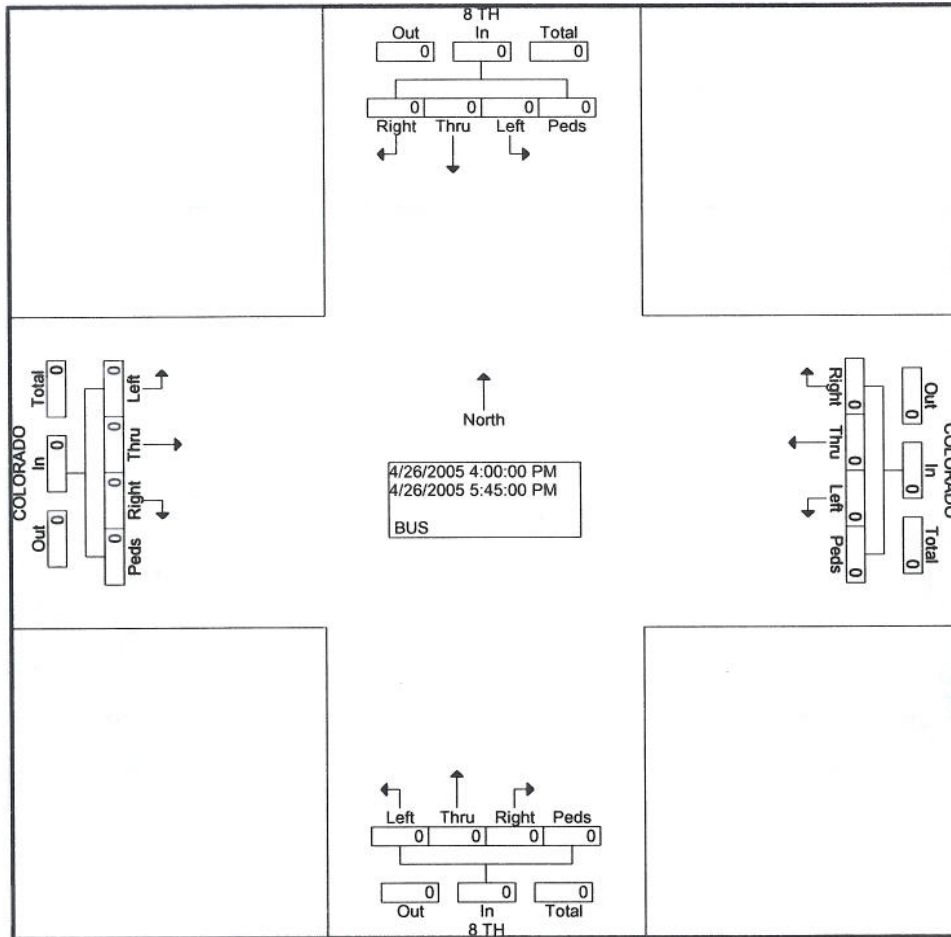 8 TH
Out In Total
0 0 0
0 0 0 0
Right Thru Left Peds
COLORADO
Total In Out
0 0 0
0 0 0 0
Left Thru Right Peds
North
4/26/2005 4:00:00 PM
4/26/2005 5:45:00 PM
BUS
Right Thru Left Peds
0 0 0 0
0 0 0
Out In Total
COLORADO
Left Thru Right Peds
0 0 0 0
0 0 0
Out In Total
8 TH